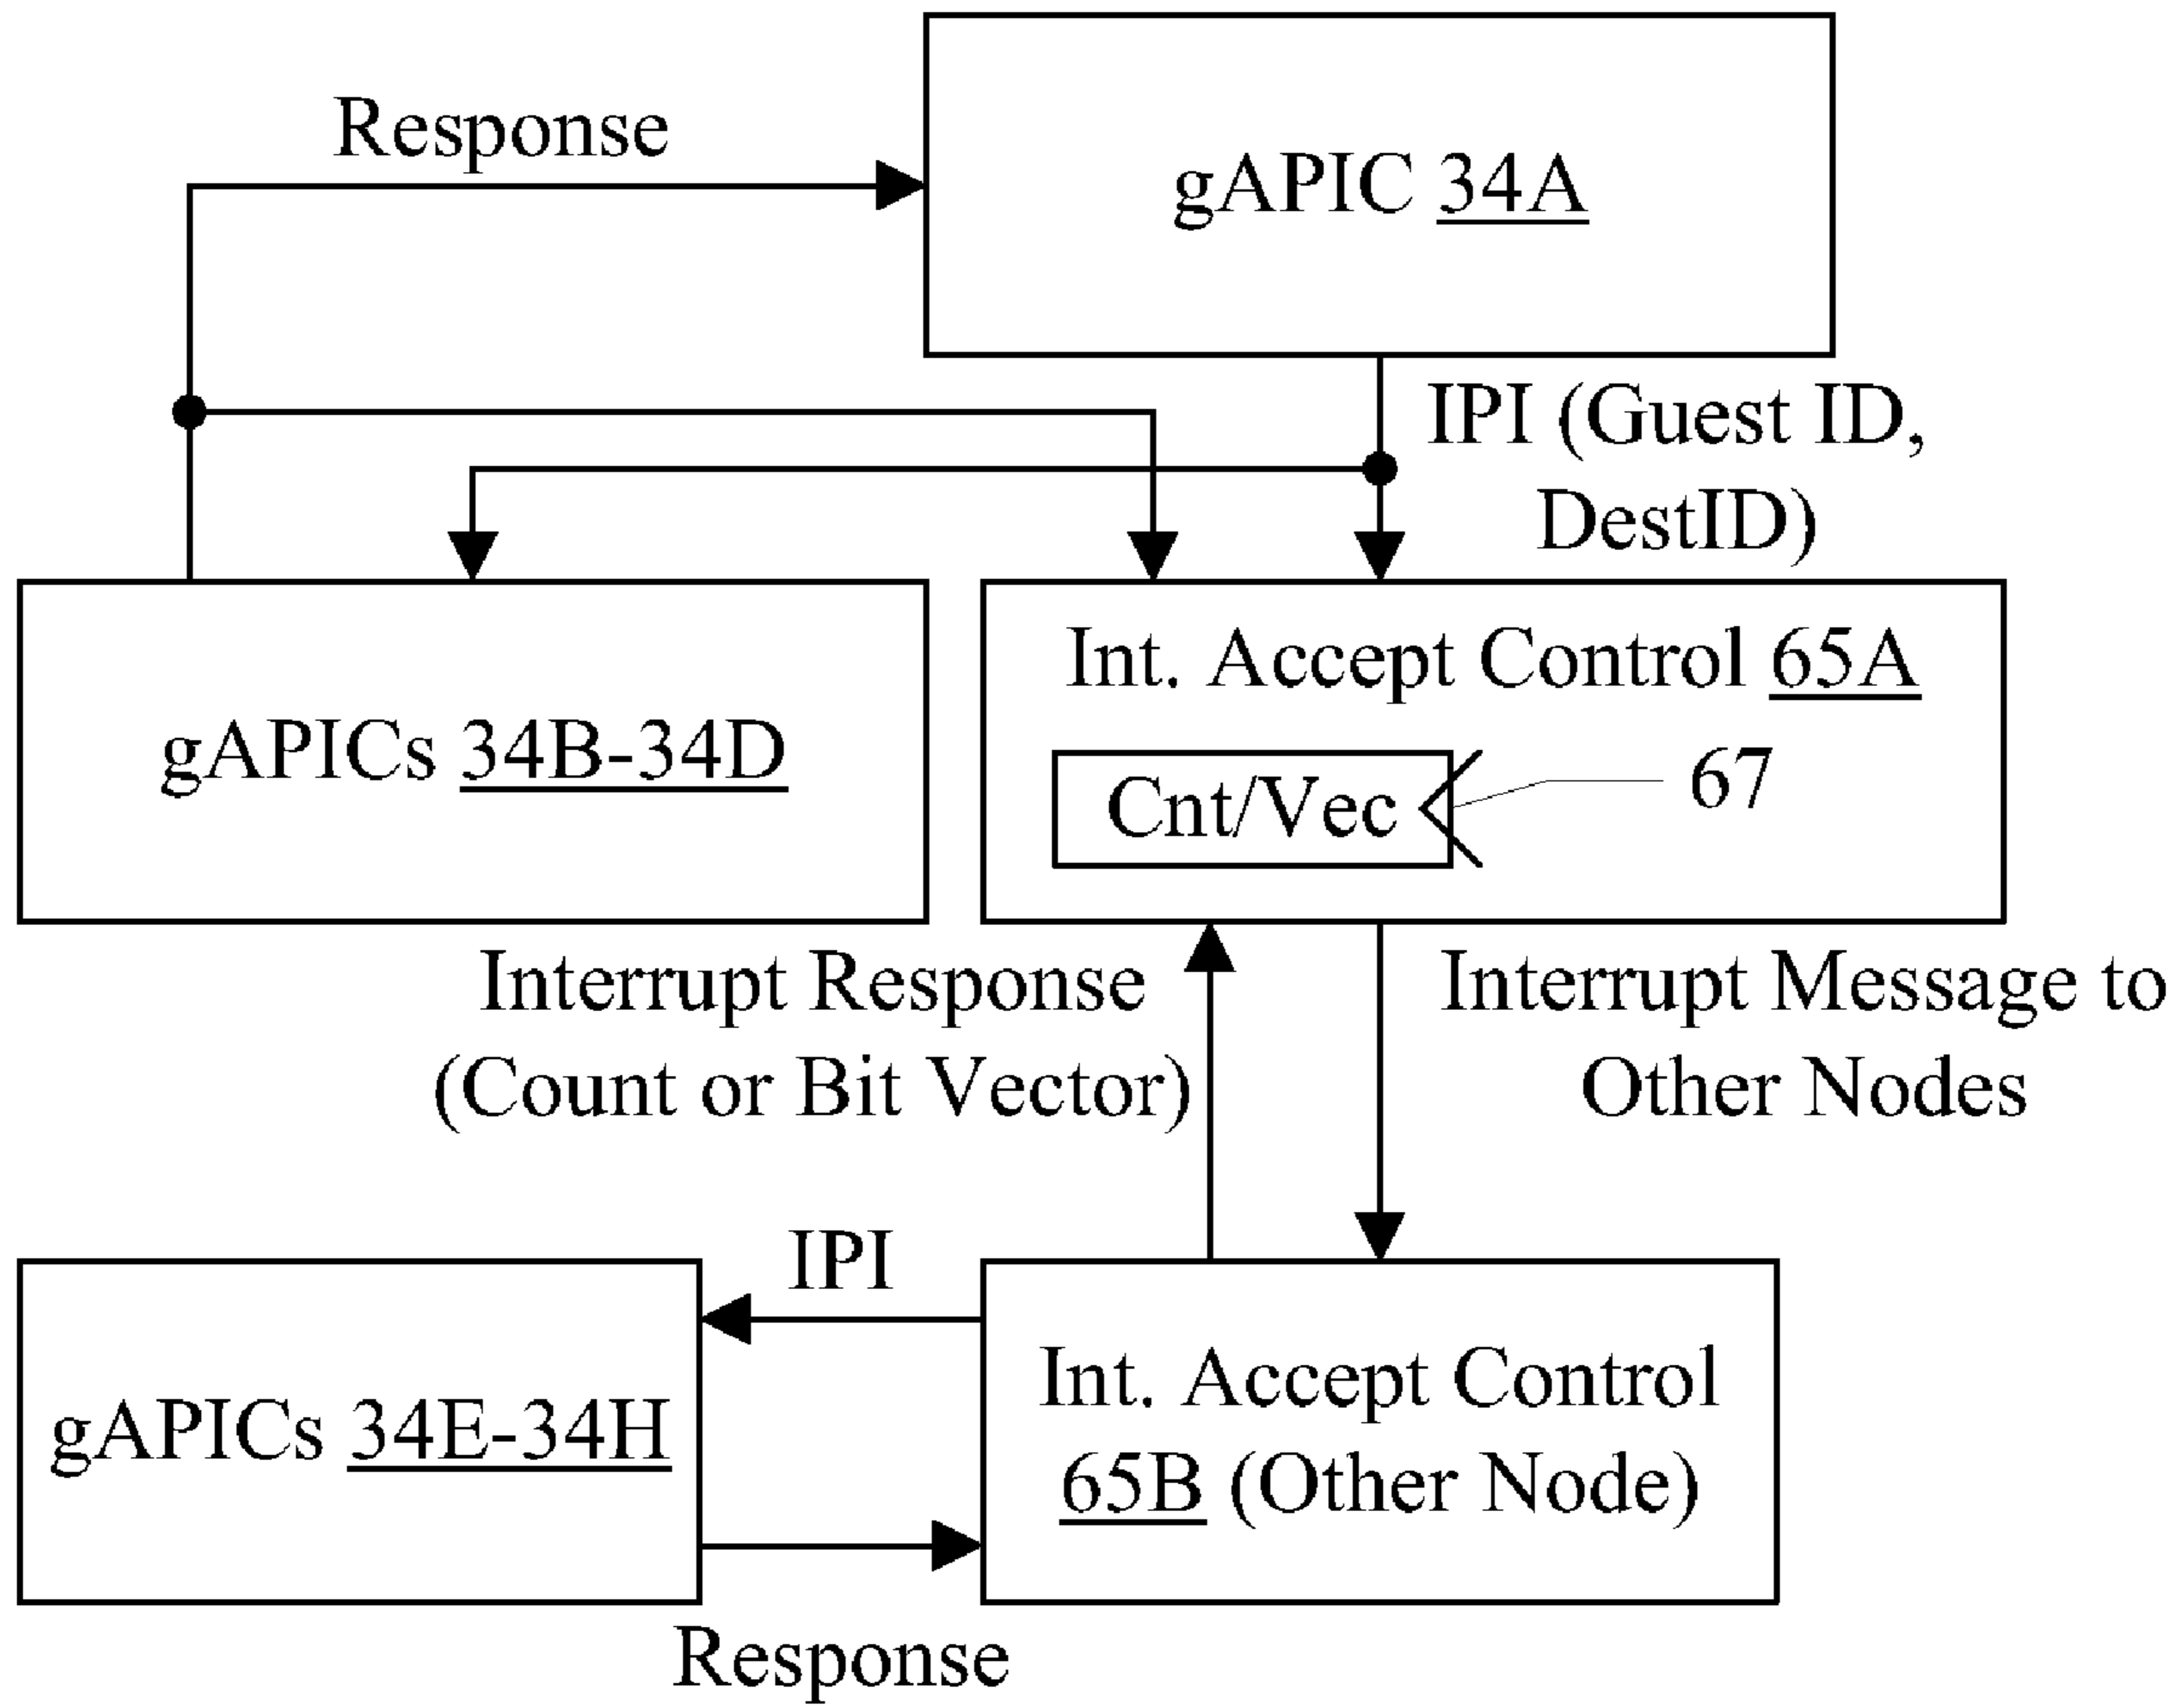 Response
gAPIC 34A
IPI (Guest ID,
DestID)
gAPICs 34B-34D
Int. Accept Control 65A
Cnt/Vec
67
Interrupt Response
(Count or Bit Vector)
Interrupt Message to
Other Nodes
IPI
gAPICs 34E-34H
Int. Accept Control
65B (Other Node)
Response